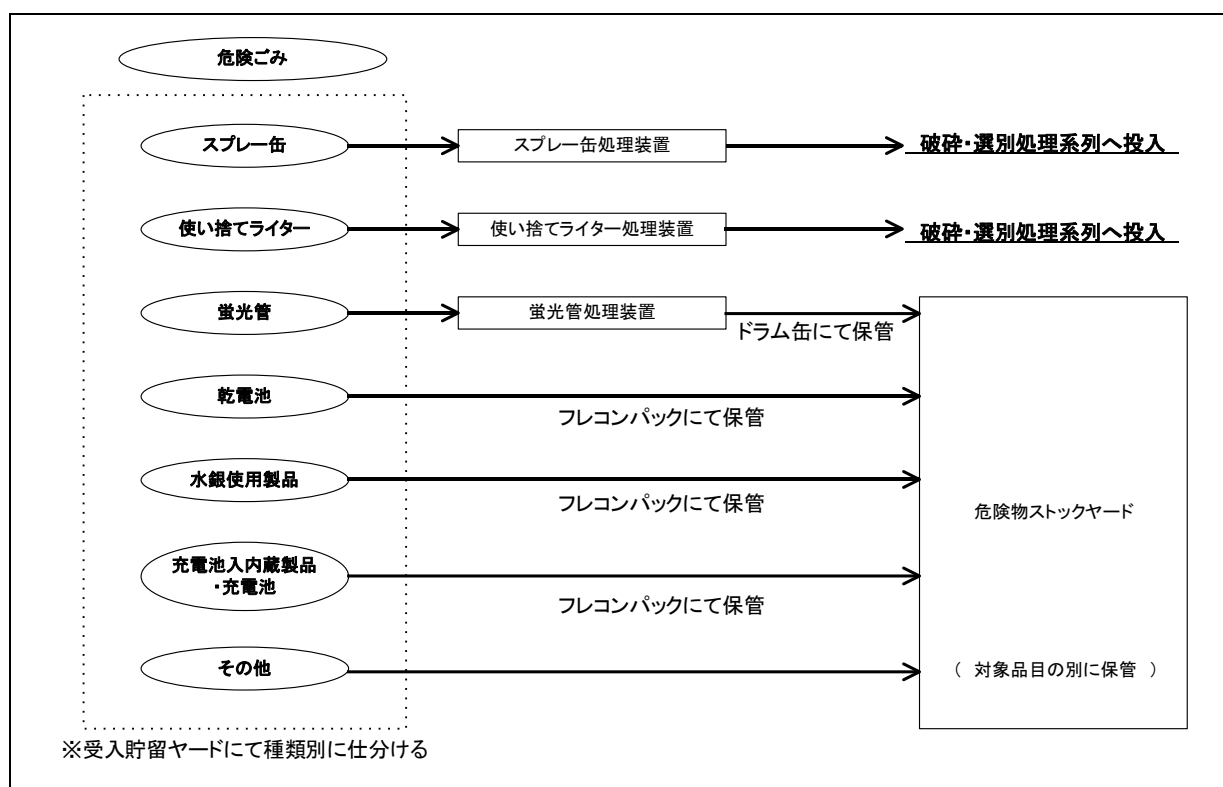 危険ごみ
スプレー缶
スプレー缶処理装置
破砕・選別処理系列へ投入
使い捨てライター
使い捨てライター処理装置
破砕・選別処理系列へ投入
蛍光管
蛍光管処理装置
ドラム缶にて保管
乾電池
フレコンパックにて保管
水銀使用製品
フレコンパックにて保管
危険物ストックヤード
充電池入内蔵製品
・充電池
フレコンパックにて保管
その他
（ 対象品目の別に保管 ）
※受入貯留ヤードにて種類別に仕分ける